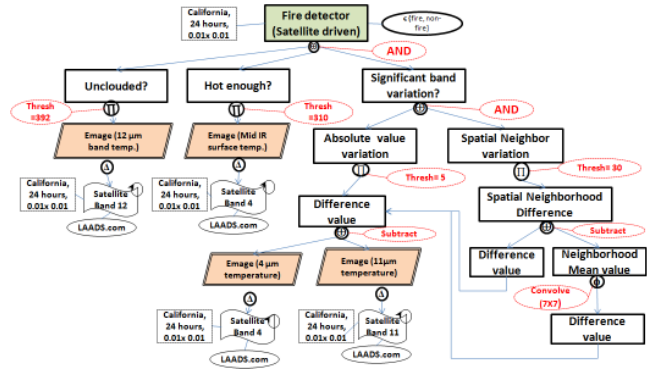 California,
24 hours,
0.01x 0.01
Fire detector
(Satellite driven)
ϵ {fire, non-
fire}
AND
Unclouded?
Hot enough?
Significant band
variation?
Thresh
=392
Π
Π
Thresh
=310
AND
Emage (12 μm
band temp.)
Emage (Mid IR
surface temp.)
Absolute value
variation
Spatial Neighbor
variation
Δ
Δ
Π
Thresh= 5
Π
Thresh= 30
California,
24 hours,
0.01x 0.01
Satellite
Band 12
LAADS.com
California,
24 hours,
0.01x 0.01
Satellite
Band 4
LAADS.com
Difference
value
Spatial Neighborhood
Difference
Subtract
Subtract
Emage (4 μm
temperature)
Emage (11μm
temperature)
Difference
value
Neighborhood
Mean value
Convolve
(7X7)
ϕ
Δ
Δ
California,
24 hours,
0.01x 0.01
Satellite
Band 4
LAADS.com
California,
24 hours,
0.01x 0.01
Satellite
Band 11
LAADS.com
Difference
value